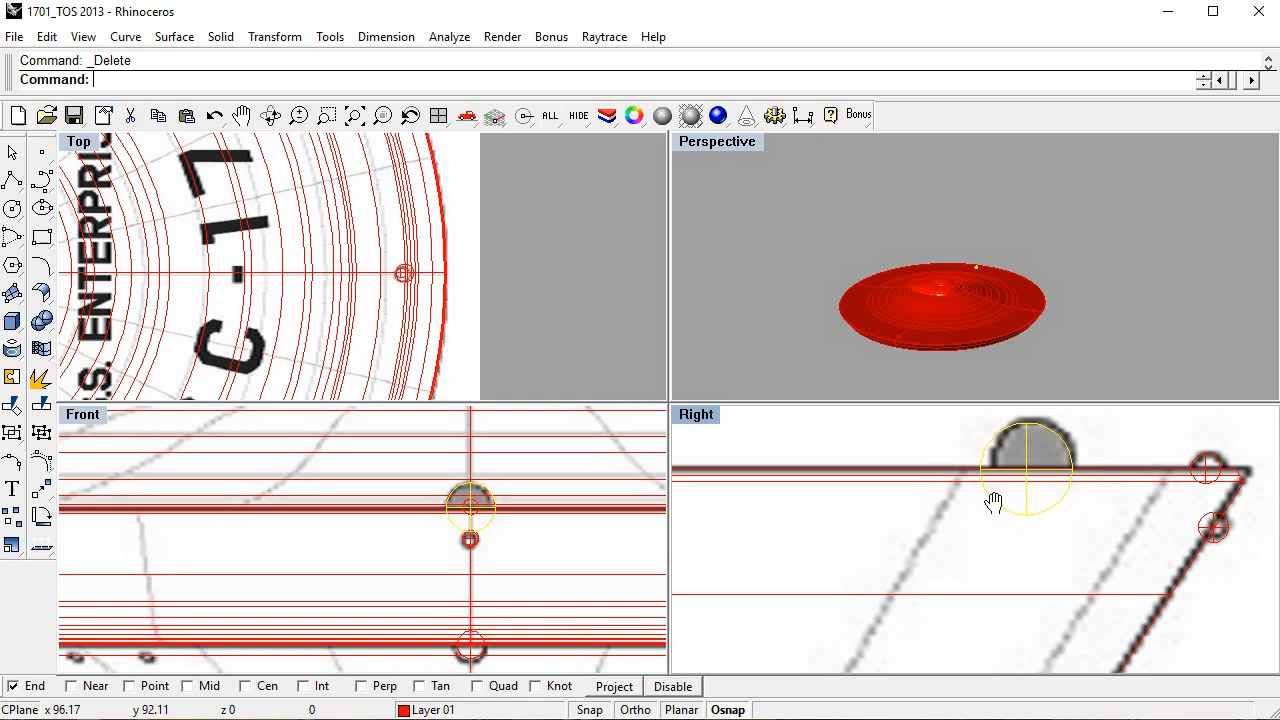 1701_TOS 2013 - Rhinoceros
File Edit View Curve Surface Solid Transform Tools Dimension Analyze Render Bonus Raytrace Help
Command: _Delete
Command:
ALL HIDE Bonus
Top
Perspective
.S. ENTERPRIS
C - 17
Front
Right
T
End Near Point Mid Cen Int Perp Tan Quad Knot Project Disable
CPlane x 96.17 y 92.11 z 0 0 Layer 01 Snap Ortho Planar Osnap